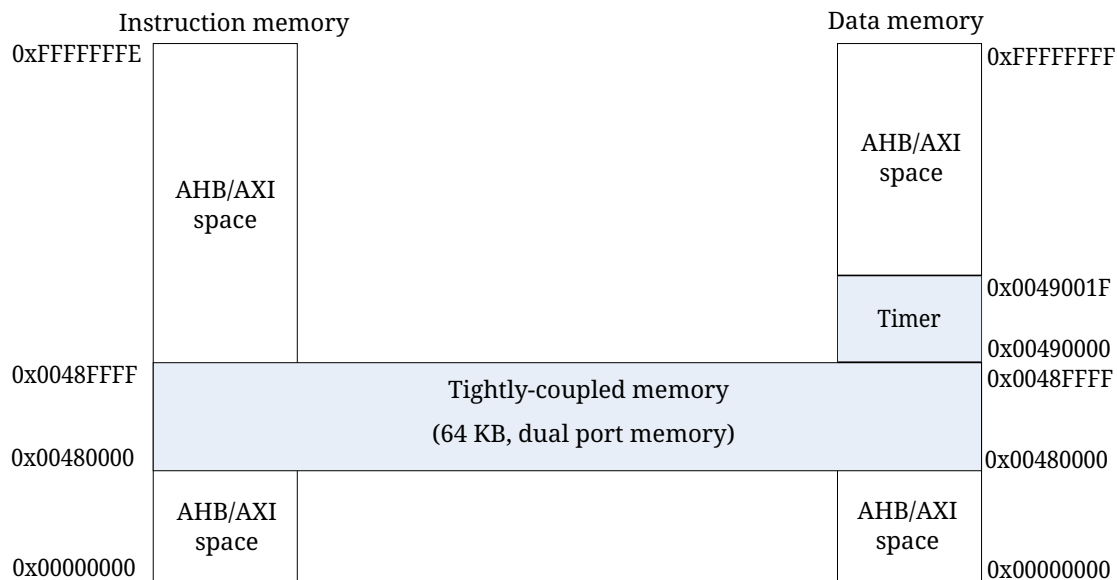 Instruction memory
Data memory
0xFFFFFFFE
0xFFFFFFFF
AHB/AXI
space
AHB/AXI
space
0x0049001F
Timer
0x00490000
0x0048FFFF
0x0048FFFF
Tightly-coupled memory
(64 KB, dual port memory)
0x00480000
0x00480000
AHB/AXI
space
AHB/AXI
space
0x00000000
0x00000000